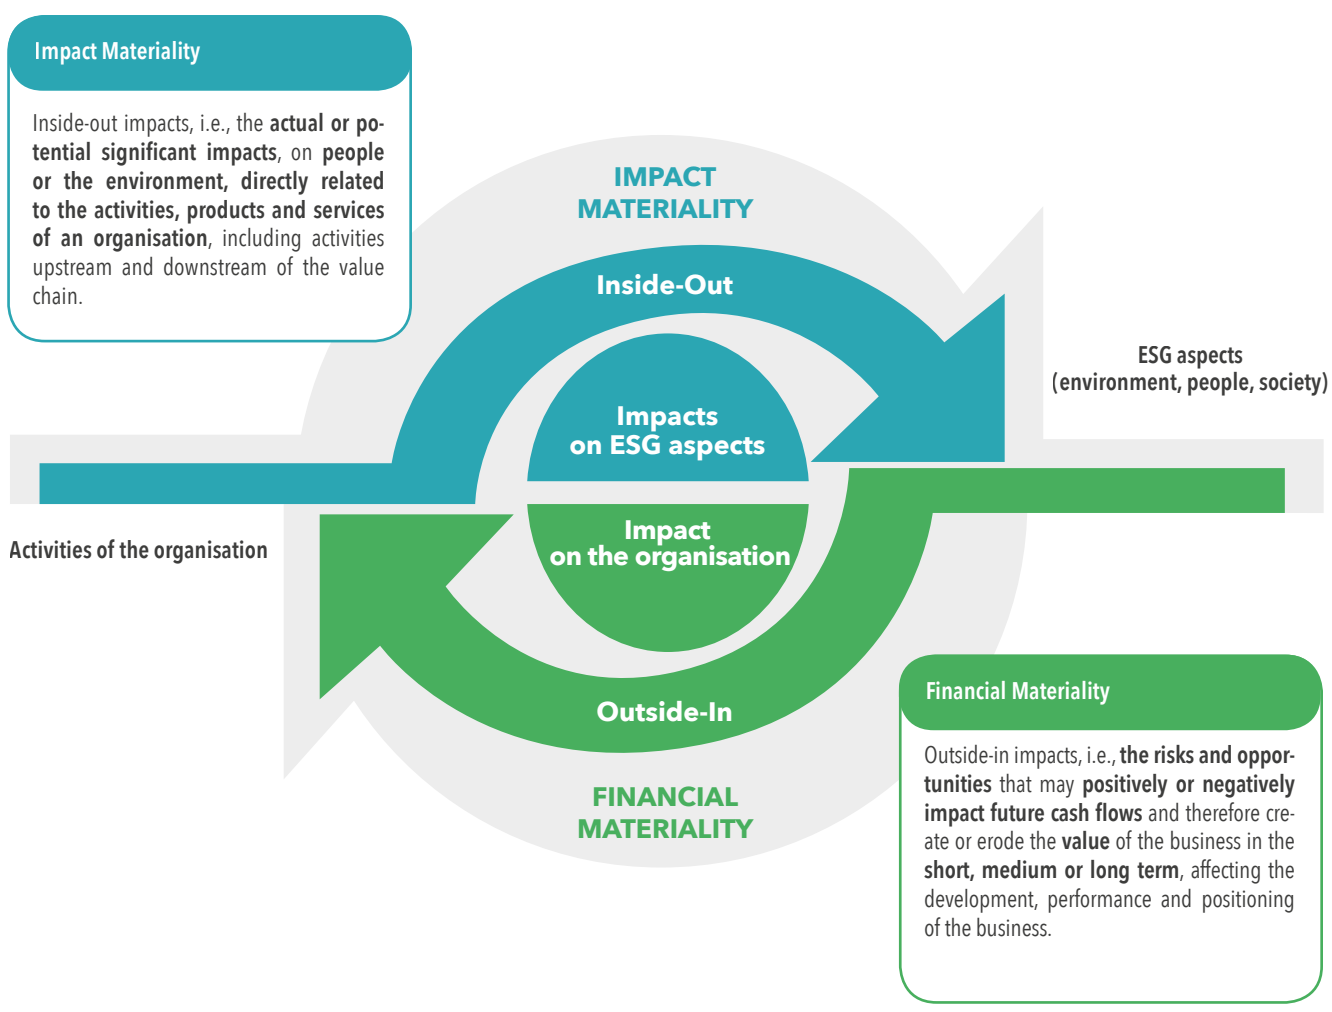 Impact Materiality
Inside-out impacts, i.e., the actual or po-
tential significant impacts, on people
or the environment, directly related
to the activities, products and services
of an organisation, including activities
upstream and downstream of the value
chain.
IMPACT
MATERIALITY
Inside-Out
Impacts
on ESG aspects
ESG aspects
(environment, people, society)
Activities of the organisation
Impact
on the organisation
Outside-In
FINANCIAL
MATERIALITY
Financial Materiality
Outside-in impacts, i.e., the risks and oppor-
tunities that may positively or negatively
impact future cash flows and therefore cre-
ate or erode the value of the business in the
short, medium or long term, affecting the
development, performance and positioning
of the business.